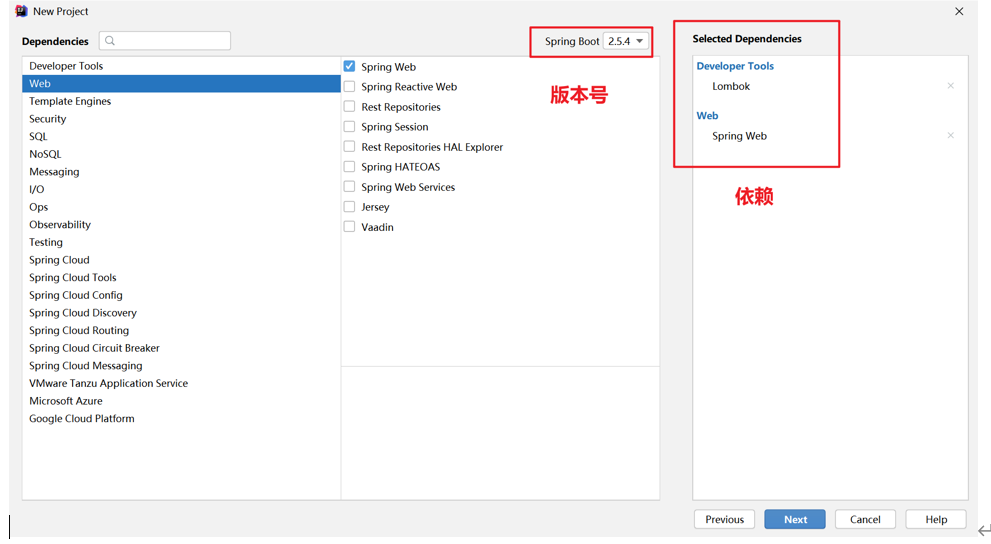 New Project
Dependencies
Spring Boot 2.5.4
版本号
Developer Tools
Web
Template Engines
Security
SQL
NoSQL
Messaging
I/O
Ops
Observability
Testing
Spring Cloud
Spring Cloud Tools
Spring Cloud Config
Spring Cloud Discovery
Spring Cloud Routing
Spring Cloud Circuit Breaker
Spring Cloud Messaging
VMware Tanzu Application Service
Microsoft Azure
Google Cloud Platform
Spring Web
Spring Reactive Web
Rest Repositories
Spring Session
Rest Repositories HAL Explorer
Spring HATEOAS
Spring Web Services
Jersey
Vaadin
Selected Dependencies
Developer Tools
Lombok
Web
Spring Web
依赖
Previous
Next
Cancel
Help